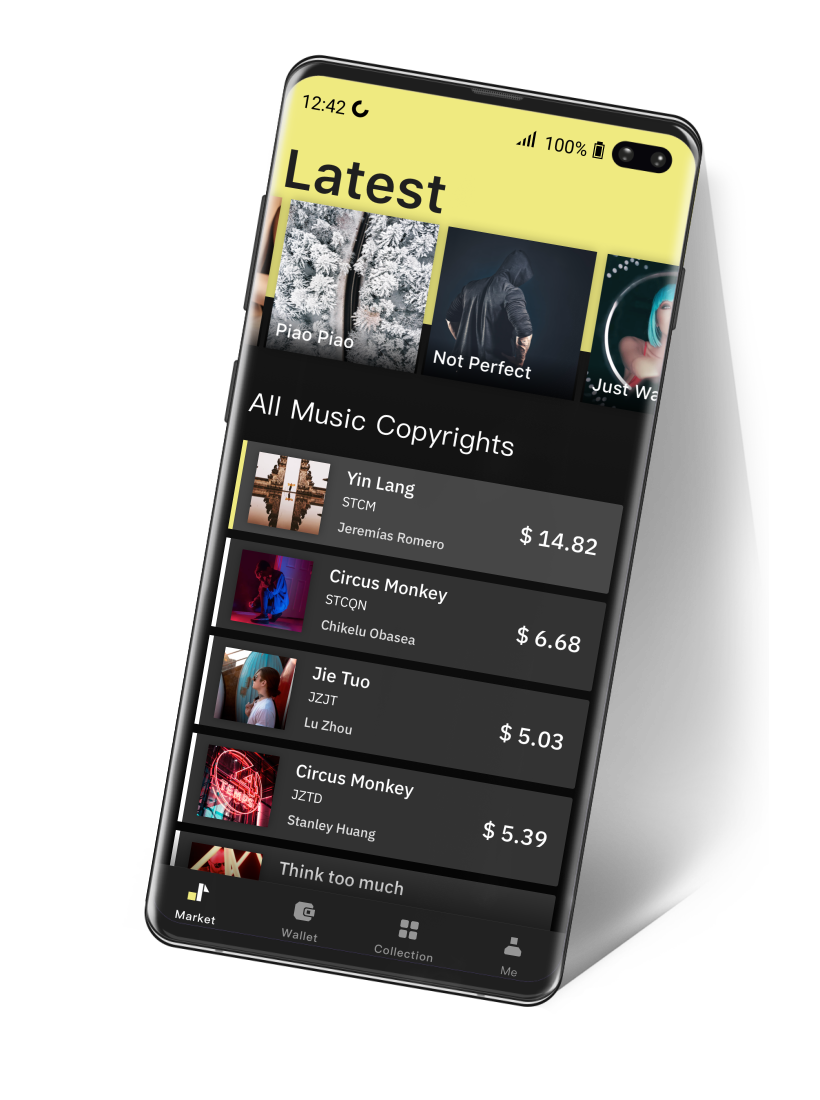 12:42
100%
Latest
Piao Piao
Not Perfect
Just Wa
All Music Copyrights
Yin Lang
STCM
Jeremías Romero
$ 14.82
Circus Monkey
STCQN
Chikelu Obasea
$ 6.68
Jie Tuo
JZJT
Lu Zhou
$ 5.03
Circus Monkey
JZTD
Stanley Huang
$ 5.39
Think too much
Market
Wallet
Collection
Me